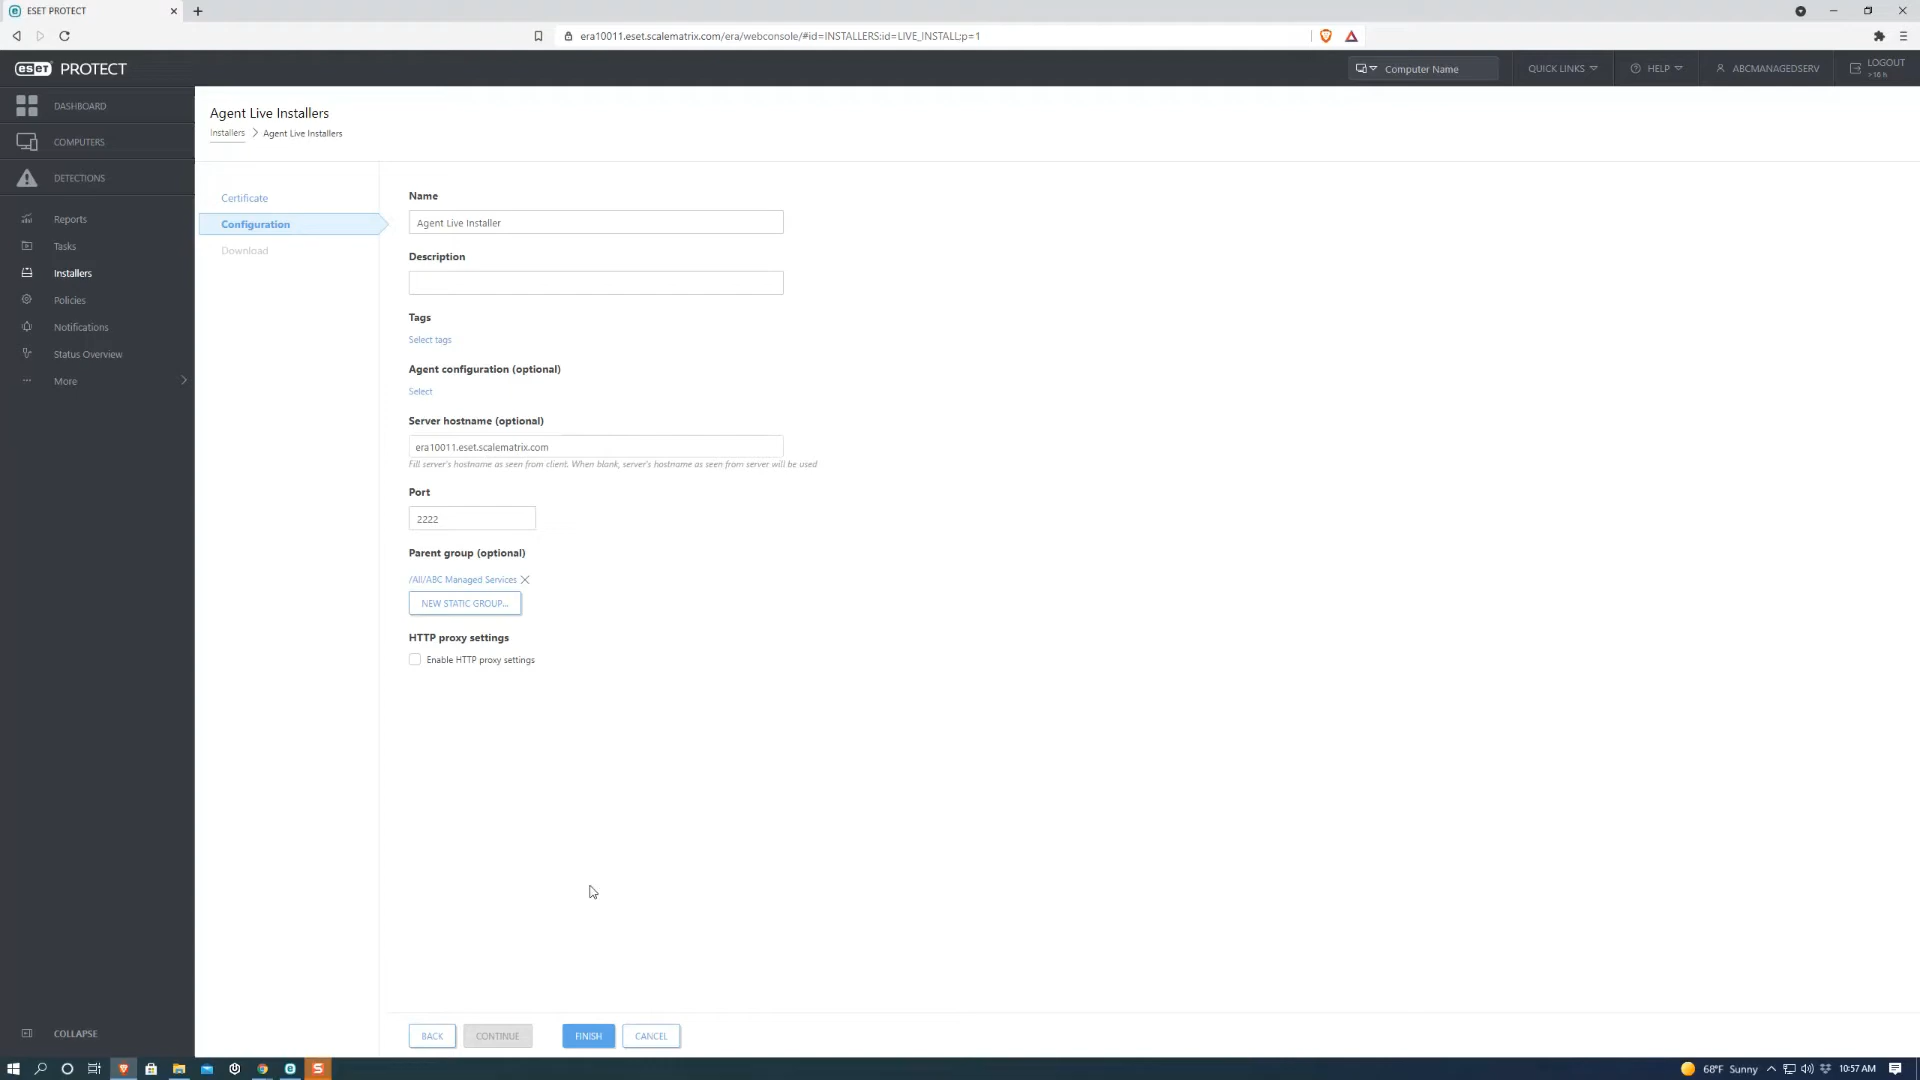 ESET PROTECT
era10011.eset.scalematrix.com/era/webconsole/#id=INSTALLERS:id=LIVE_INSTALL;p=1
eset PROTECT
Computer Name
QUICK LINKS
HELP
ABCMANAGEDSERV
LOGOUT
>16 h
DASHBOARD
COMPUTERS
DETECTIONS
Reports
Tasks
Installers
Policies
Notifications
Status Overview
More
COLLAPSE
Agent Live Installers
Installers > Agent Live Installers
Certificate
Configuration
Download
Name
Agent Live Installer
Description
Tags
Select tags
Agent configuration (optional)
Select
Server hostname (optional)
era10011.eset.scalematrix.com
Fill server's hostname as seen from client. When blank, server's hostname as seen from server will be used
Port
2222
Parent group (optional)
/All/ABC Managed Services
NEW STATIC GROUP...
HTTP proxy settings
Enable HTTP proxy settings
BACK
CONTINUE
FINISH
CANCEL
68°F Sunny
10:57 AM